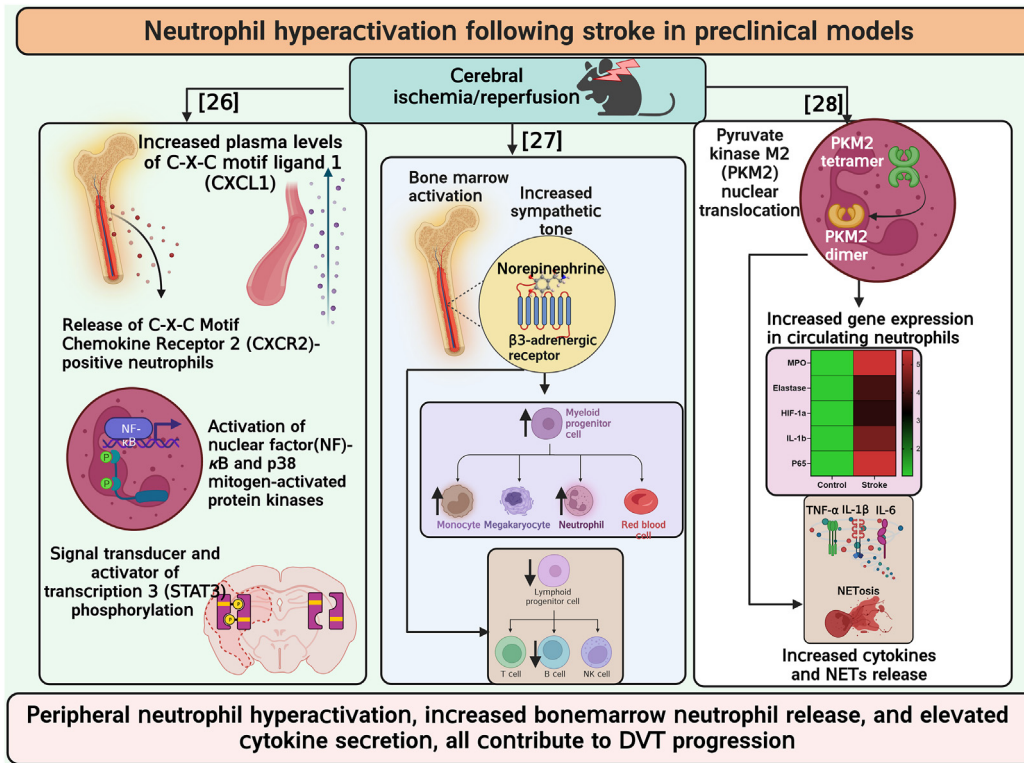 Neutrophil hyperactivation following stroke in preclinical models
Cerebral
ischemia/reperfusion
[26]
[27]
[28]
Increased plasma levels
of C-X-C motif ligand 1
(CXCL1)
Release of C-X-C Motif
Chemokine Receptor 2 (CXCR2)-
positive neutrophils
NF-
κB
P
P
Activation of
nuclear factor(NF)-
κB and p38
mitogen-activated
protein kinases
Signal transducer and
activator of
transcription 3 (STAT3)
phosphorylation
P
P
Bone marrow
activation
Increased
sympathetic
tone
Norepinephrine
β3-adrenergic
receptor
Myeloid
progenitor
cell
Monocyte
Megakaryocyte
Neutrophil
Red blood
cell
Lymphoid
progenitor cell
T cell
B cell
NK cell
Pyruvate
kinase M2
(PKM2)
nuclear
translocation
PKM2
tetramer
PKM2
dimer
Increased gene expression
in circulating neutrophils
MPO
Elastase
HIF-1a
IL-1b
P65
Control
Stroke
5
4
3
2
TNF-α IL-1β IL-6
NETosis
Increased cytokines
and NETs release
Peripheral neutrophil hyperactivation, increased bonemarrow neutrophil release, and elevated
cytokine secretion, all contribute to DVT progression